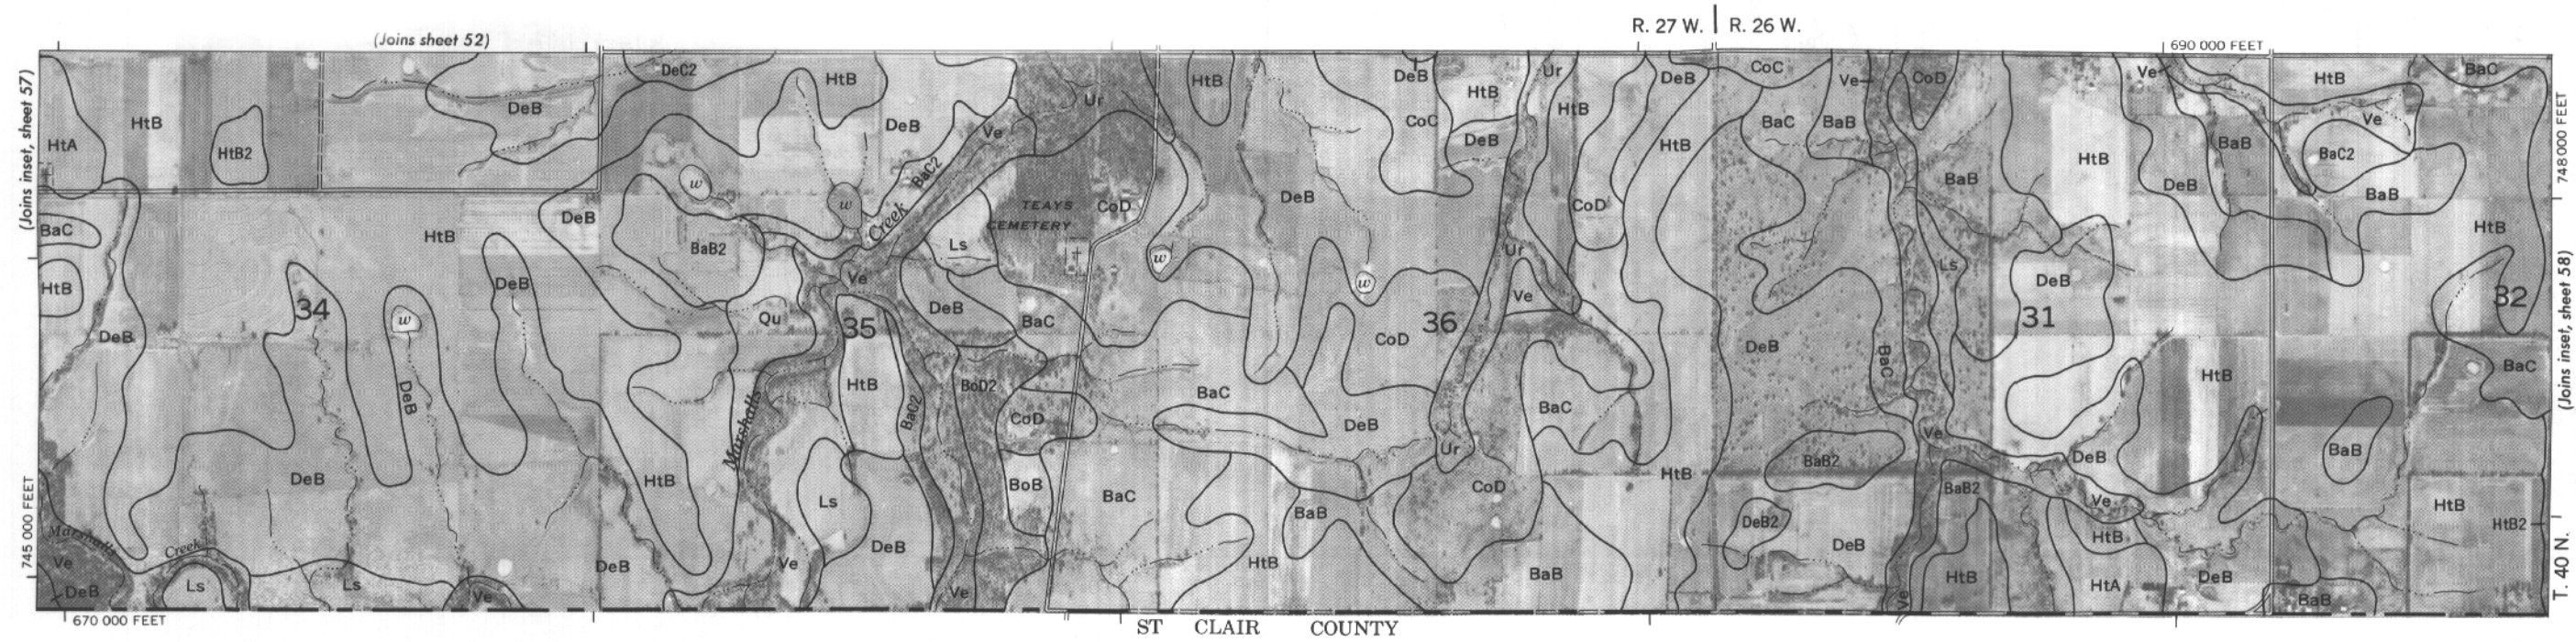 R. 27 W. | R. 26 W.
(Joins sheet 52)
690 000 FEET
(Joins inset, sheet 57)
748 000 FEET
DeC2
HtB
Ur
HtB
DeB
HtB
Ur
HtB
DeB
CoC
Ve
CoD
Ve
HtB
BaC
HtA
HtB
HtB2
DeB
DeB
Ve
CoC
DeB
HtB
BaC
BaB
HtB
BaB
Ve
BaC2
w
w
BaC2
TEAYS
CEMETERY
CoD
DeB
CoD
BaB
DeB
BaB
BaC
HtB
DeB
BaB2
Creek
Ls
w
Ur
Ls
HtB
HtB
34
w
DeB
Ve
DeB
w
Ve
DeB
32
(Joins inset, sheet 58)
DeB
Qu
35
BaC
CoD
36
DeB
BaC
31
DeB
HtB
BaC2
BoD2
CoD
BaC
DeB
BaC
HtB
BaC
Marshalls
Ve
Ur
DeB
BaB
745 000 FEET
DeB
HtB
Ls
BoB
BaC
BaB
CoD
HtB
BaB2
BaB2
Ve
HtB
HtB2
Marshalls
Creek
DeB
DeB2
DeB
HtB
Ve
DeB
Ls
Ls
Ve
DeB
Ve
Ve
HtB
BaB
Ve
HtB
HtA
DeB
BaB
T. 40 N.
670 000 FEET
ST CLAIR COUNTY